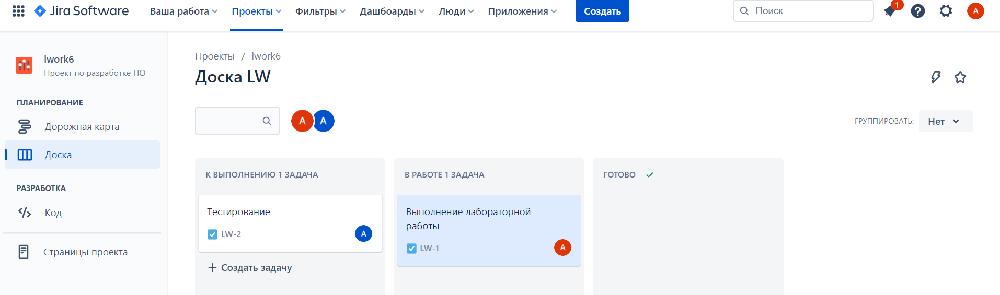 Jira Software Ваша работа Проекты Фильтры Дашбоарды Люди Приложения Создать Поиск 1 A
lwork6
Проект по разработке ПО
ПЛАНИРОВАНИЕ
Дорожная карта
Доска
РАЗРАБОТКА
Код
Страницы проекта
Проекты / lwork6
Доска LW
A A
ГРУППИРОВАТЬ: Нет
К ВЫПОЛНЕНИЮ 1 ЗАДАЧА
Тестирование
LW-2 A
+ Создать задачу
В РАБОТЕ 1 ЗАДАЧА
Выполнение лабораторной
работы
LW-1 A
ГОТОВО